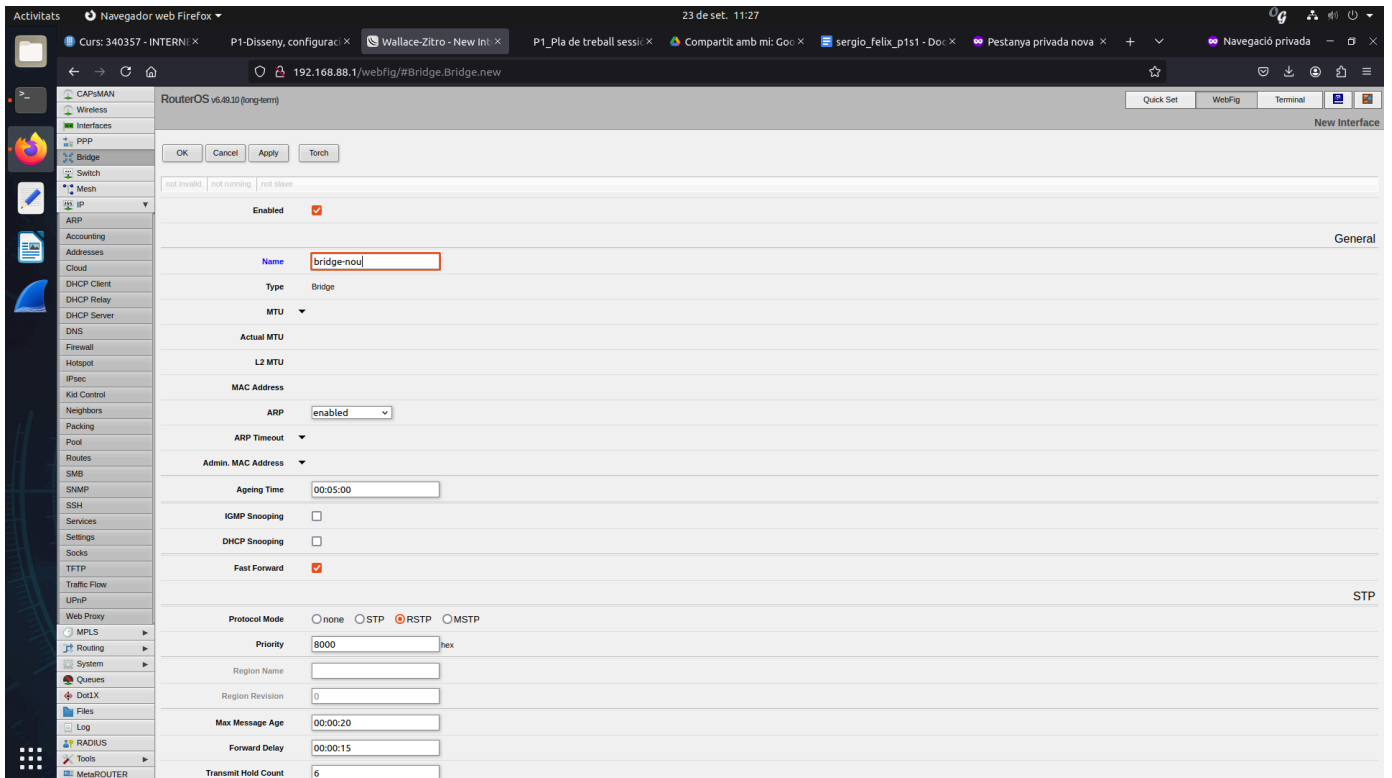 Activitats Navegador web Firefox 23 de set. 11:27
Curs: 340357 - INTERNE P1-Disseny, configuraci Wallace-Zitro - New Int P1_Pla de treball sessio Compartit amb mi: Goo sergio_felix_p1s1 - Doc Pestanya privada nova Navegació privada
192.168.88.1/webfig/#Bridge.Bridge.new
CAPsMAN
Wireless
Interfaces
PPP
Bridge
Switch
Mesh
IP
ARP
Accounting
Addresses
Cloud
DHCP Client
DHCP Relay
DHCP Server
DNS
Firewall
Hotspot
IPsec
Kid Control
Neighbors
Packing
Pool
Routes
SMB
SNMP
SSH
Services
Settings
Socks
TFTP
Traffic Flow
UPnP
Web Proxy
MPLS
Routing
System
Queues
Dot1X
Files
Log
RADIUS
Tools
MetaROUTER
RouterOS v6.49.10 (long-term) Quick Set WebFig Terminal
New Interface
OK Cancel Apply Torch
not invalid not running not slave
Enabled
General
Name bridge-nou
Type Bridge
MTU
Actual MTU
L2 MTU
MAC Address
ARP enabled
ARP Timeout
Admin. MAC Address
Ageing Time 00:05:00
IGMP Snooping
DHCP Snooping
Fast Forward
STP
Protocol Mode none STP RSTP MSTP
Priority 8000 hex
Region Name
Region Revision 0
Max Message Age 00:00:20
Forward Delay 00:00:15
Transmit Hold Count 6